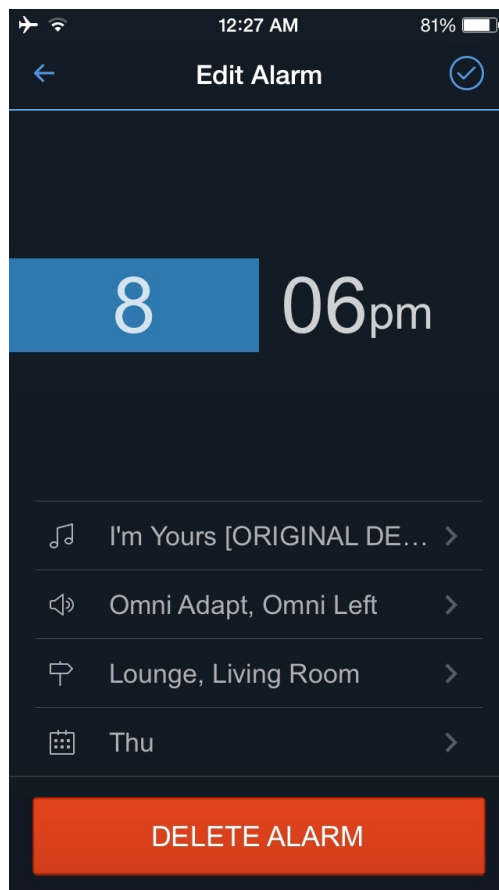 12:27 AM 81%
Edit Alarm
8 06pm
I'm Yours [ORIGINAL DE...
Omni Adapt, Omni Left
Lounge, Living Room
Thu
DELETE ALARM